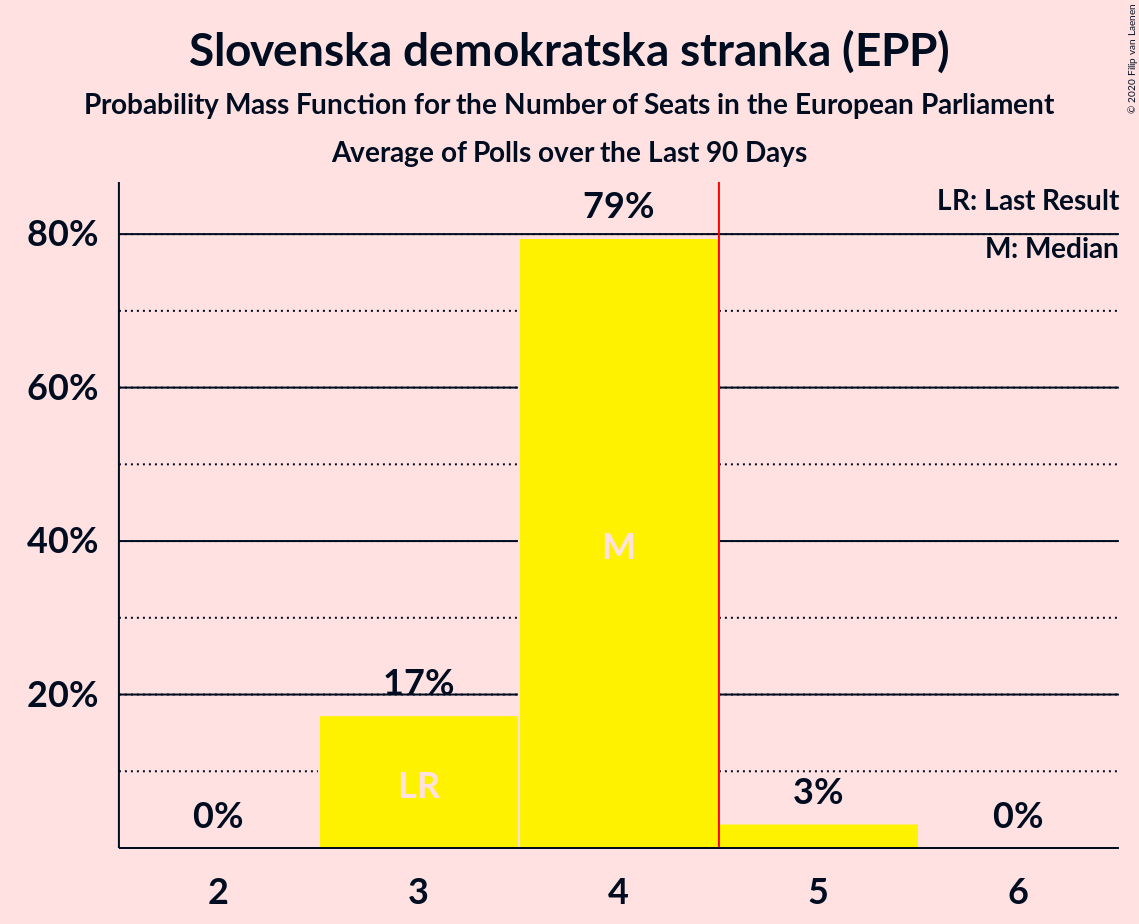 Slovenska demokratska stranka (EPP)
Probability Mass Function for the Number of Seats in the European Parliament
Average of Polls over the Last 90 Days
© 2020 Filip van Laenen
LR: Last Result
M: Median
80%
60%
40%
20%
0%
17%
79%
3%
0%
LR
M
2
3
4
5
6